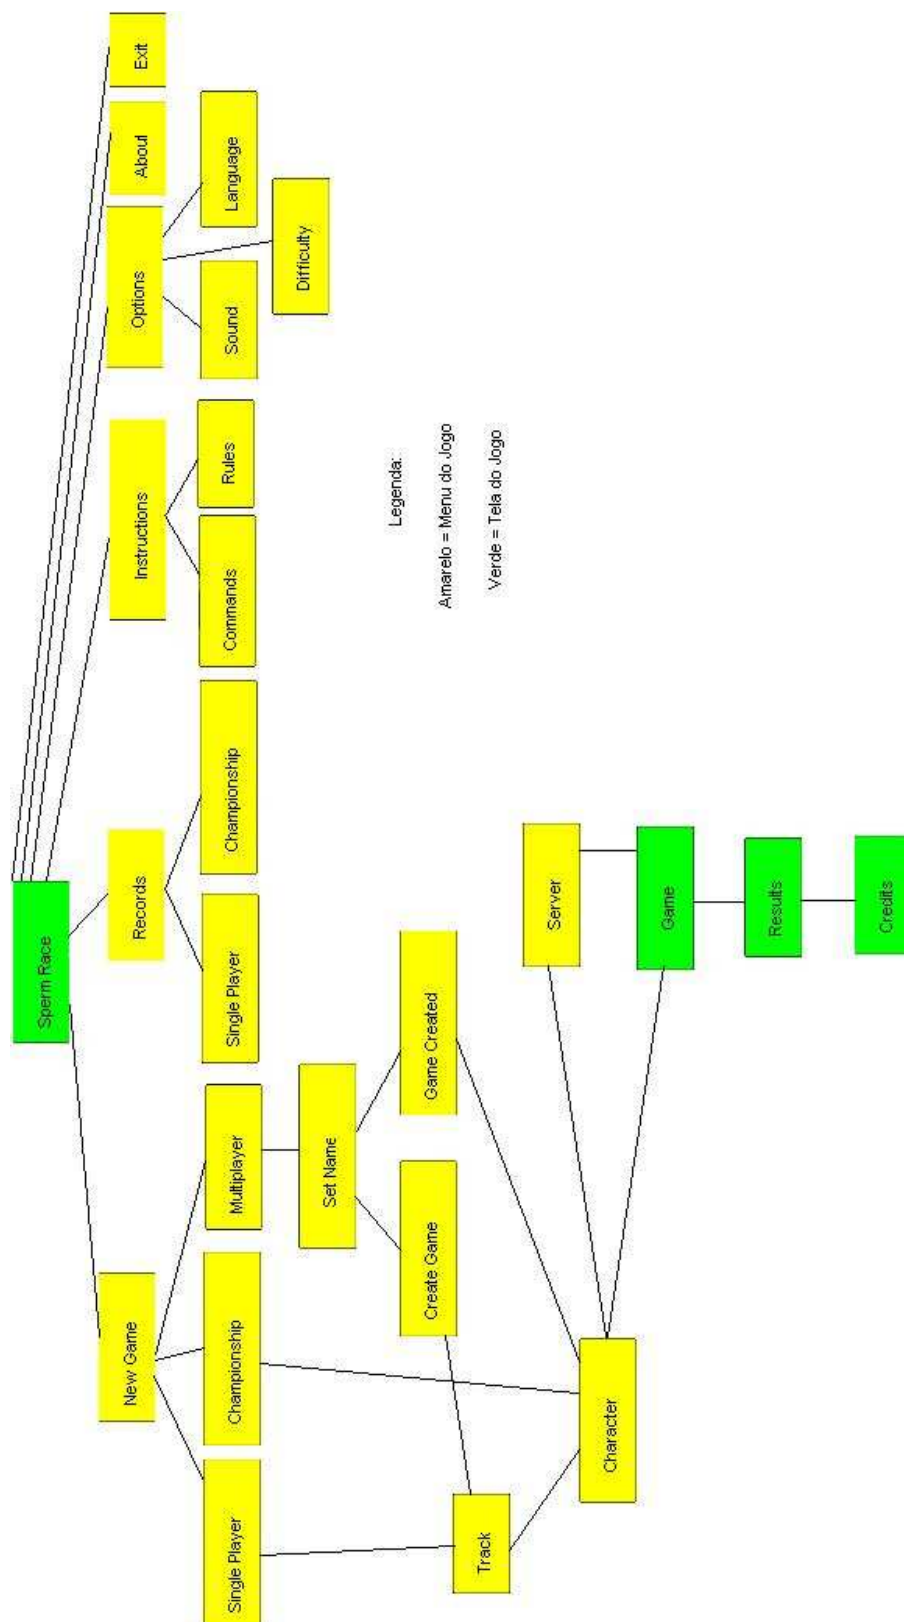 Sperm Race
New Game
Records
Instructions
Options
About
Exit
Single Player
Championship
Multiplayer
Single Player
Championship
Commands
Rules
Sound
Language
Difficulty
Set Name
Create Game
Game Created
Track
Character
Server
Game
Results
Credits
Legenda:
Amarelo = Menu do Jogo
Verde = Tela do Jogo